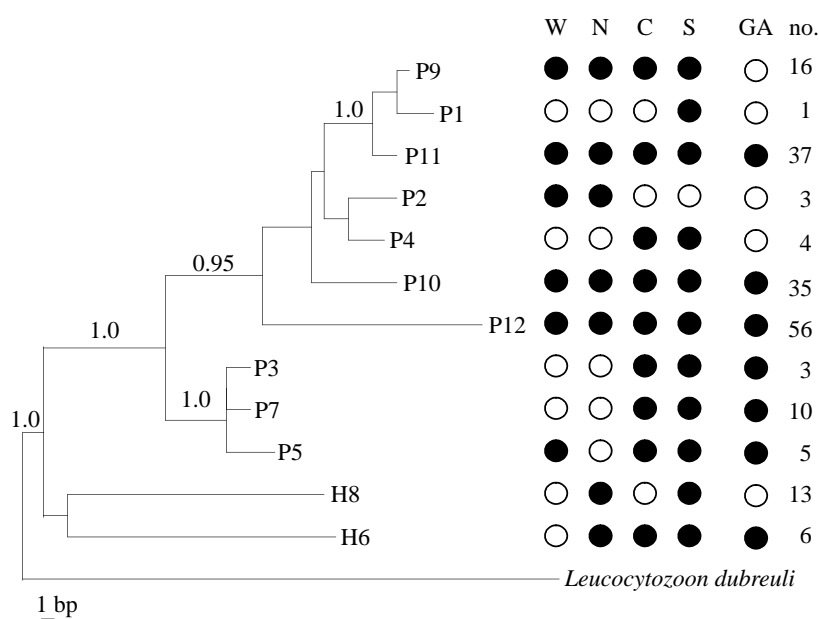 W N C S GA no.
P9 16
1.0 P1 1
P11 37
P2 3
P4 4
0.95 P10 35
P12 56
1.0 P3 3
1.0 P7 10
1.0 P5 5
H8 13
H6 6
Leucocytozoon dubreuli
1 bp